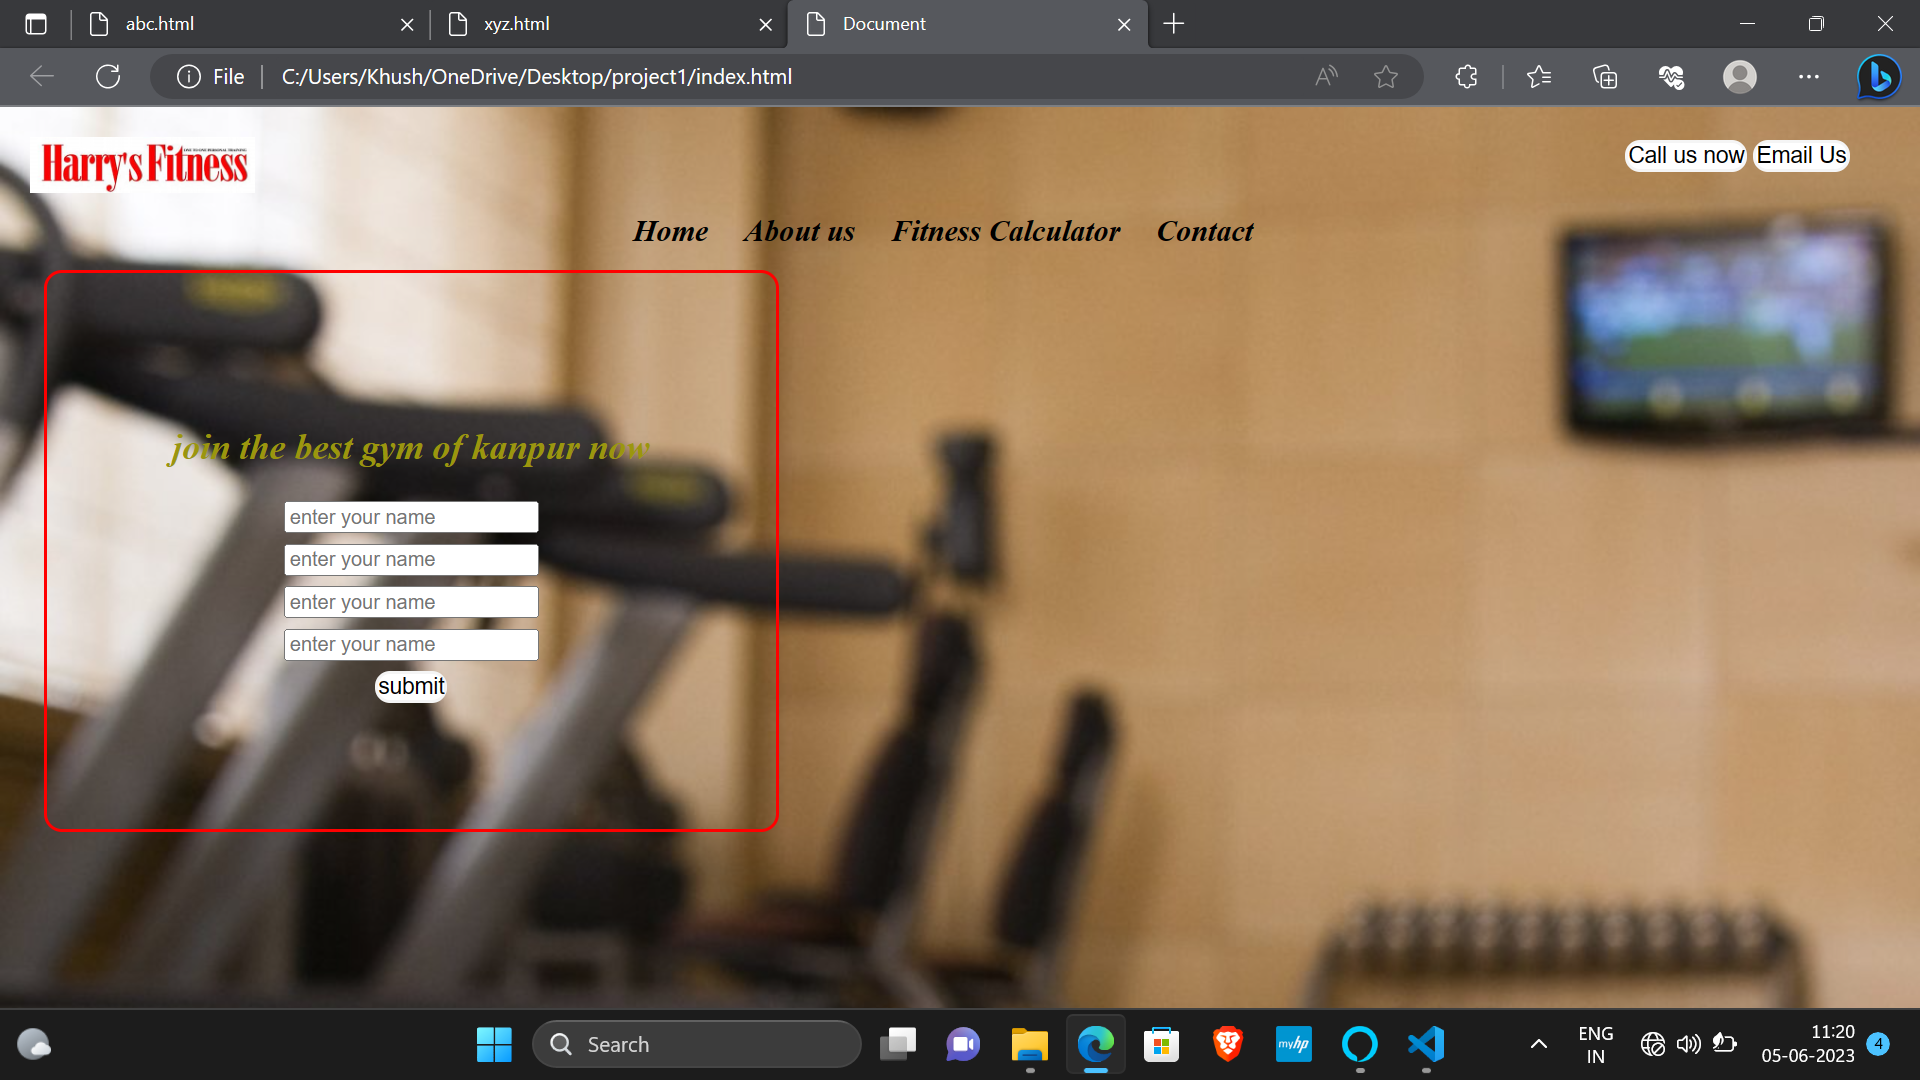 abc.html
xyz.html
Document
File
C:/Users/Khush/OneDrive/Desktop/project1/index.html
Harry's Fitness
Call us now
Email Us
Home
About us
Fitness Calculator
Contact
join the best gym of kanpur now
enter your name
enter your name
enter your name
enter your name
submit
Search
myhp
ENG
IN
11:20
05-06-2023
4